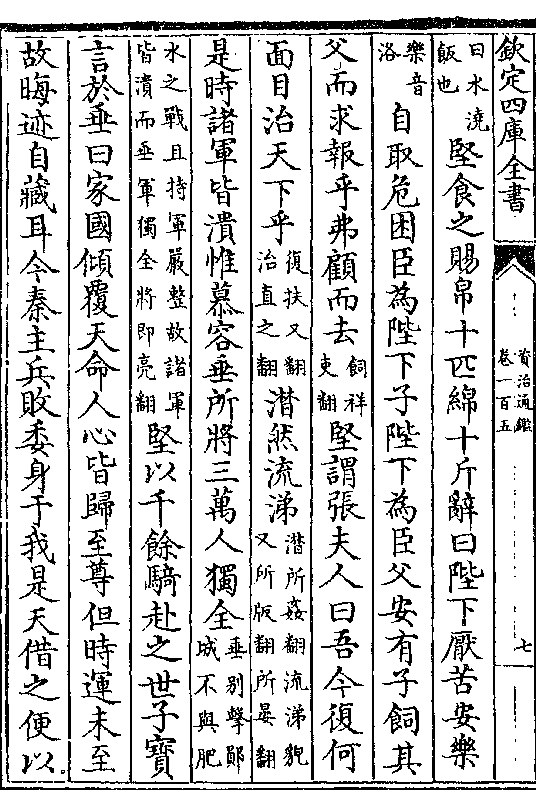 欽定四庫全書
資治通鑑
卷一百五
七
曰水澆飯也堅食之賜帛十匹綿十斤辭曰陛下厭苦安樂
樂音洛自取危困臣為陛下子陛下為臣父安有子飼其
父而求報乎弗顧而去飼祥吏翻堅謂張夫人曰吾今復何
面目治天下乎復扶又翻治直之翻潸然流涕潸所姦翻流涕貌又所版翻所晏翻
是時諸軍皆潰惟慕容垂所將三萬人獨全垂别擊鄖城不與肥
水之戰且持軍嚴整故諸軍皆潰而垂軍獨全將即亮翻堅以千餘騎赴之世子寶
言於垂曰家國傾覆天命人心皆歸至尊但時運未至
故晦迹自藏耳今秦主兵敗委身于我是天借之便以